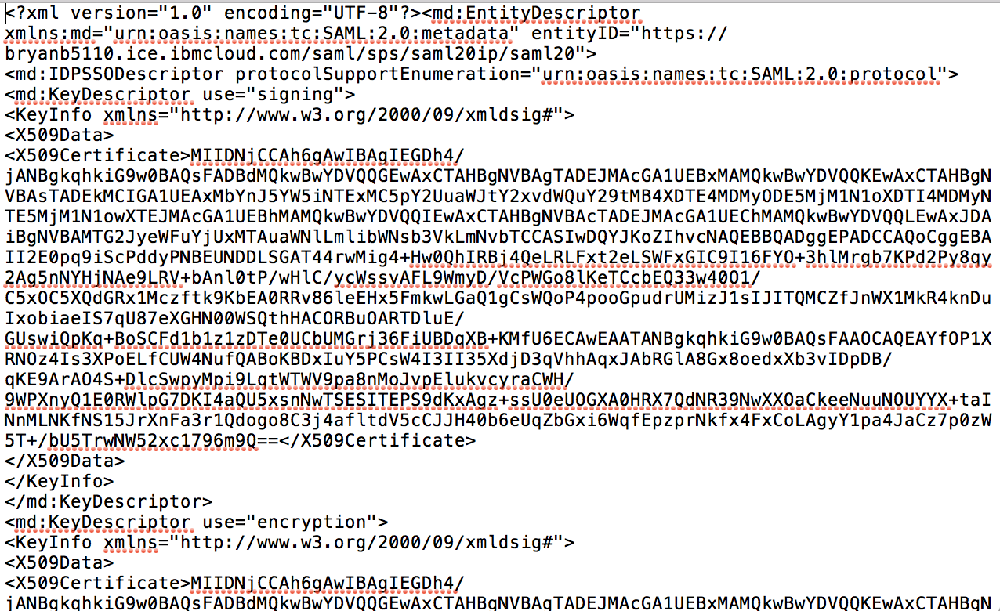 <?xml version="1.0" encoding="UTF-8"?><md:EntityDescriptor
xmlns:md="urn:oasis:names:tc:SAML:2.0:metadata" entityID="https://
bryanb5110.ice.ibmcloud.com/saml/sps/saml20ip/saml20">
<md:IDPSSODescriptor protocolSupportEnumeration="urn:oasis:names:tc:SAML:2.0:protocol">
<md:KeyDescriptor use="signing">
<KeyInfo xmlns="http://www.w3.org/2000/09/xmldsig#">
<X509Data>
<X509Certificate>MIIDNjCCAh6gAwIBAgIEGDh4/
jANBgkqhkiG9w0BAQsFADBdMQkwBwYDVQQGEwAxCTAHBgNVBAgTADEJMAcGA1UEBxMAMQkwBwYDVQQKEwAxCTAHBgN
VBAsTADEkMCIGA1UEAxMbYnJ5YW5iNTExMC5pY2UuaWJtY2xvdWQuY29tMB4XDTE4MDMyODE5MjM1N1oXDTI4MDMyN
TE5MjM1N1owXTEJMAcGA1UEBhMAMQkwBwYDVQQIEwAxCTAHBgNVBAcTADEJMAcGA1UEChMAMQkwBwYDVQQLEwAxJDA
iBgNVBAMTG2JyeWFuYjUxMTAuaWNlLmlibWNsb3VkLmNvbTCCASIwDQYJKoZIhvcNAQEBBQADggEPADCCAQoCggEBA
II2E0pq9iScPddyPNBEUNDDLSGAT44rwMig4+Hw0QhIRBj4QeLRLFxt2eLSWFxGIC9I16FYO+3hlMrgb7KPd2Py8qy
2Ag5nNYHjNAe9LRV+bAnl0tP/wHlC/ycWssvAFL9WmyD/VcPWGo8lKeTCcbEQ33w40O1/
C5xOC5XQdGRx1Mczftk9KbEA0RRv86leEHx5FmkwLGaQ1gCsWQoP4pooGpudrUMizJ1sIJITQMCZfJnWX1MkR4knDu
IxobiaeIS7qU87eXGHN00WSQthHACORBuOARTDluE/
GUswiQpKq+BoSCFd1b1z1zDTe0UCbUMGrj36FiUBDqXB+KMfU6ECAwEAATANBgkqhkiG9w0BAQsFAAOCAQEAYfOP1X
RNOz4Is3XPoELfCUW4NufQABoKBDxIuY5PCsW4I3II35XdjD3qVhhAqxJAbRGlA8Gx8oedxXb3vIDpDB/
qKE9ArAO4S+DlcSwpyMpi9LqtWTWV9pa8nMoJvpElukvcyraCWH/
9WPXnyQ1E0RWlpG7DKI4aQU5xsnNwTSESITEPS9dKxAgz+ssU0eUOGXA0HRX7QdNR39NwXXOaCkeeNuuNOUYYX+taI
NnMLNKfNS15JrXnFa3r1Qdogo8C3j4afltdV5cCJJH40b6eUqZbGxi6WqfEpzprNkfx4FxCoLAgyY1pa4JaCz7p0zW
5T+/bU5TrwNW52xc1796m9Q==</X509Certificate>
</X509Data>
</KeyInfo>
</md:KeyDescriptor>
<md:KeyDescriptor use="encryption">
<KeyInfo xmlns="http://www.w3.org/2000/09/xmldsig#">
<X509Data>
<X509Certificate>MIIDNjCCAh6gAwIBAgIEGDh4/
jANBgkqhkiG9w0BAQsFADBdMQkwBwYDVQQGEwAxCTAHBgNVBAgTADEJMAcGA1UEBxMAMQkwBwYDVQQKEwAxCTAHBgN